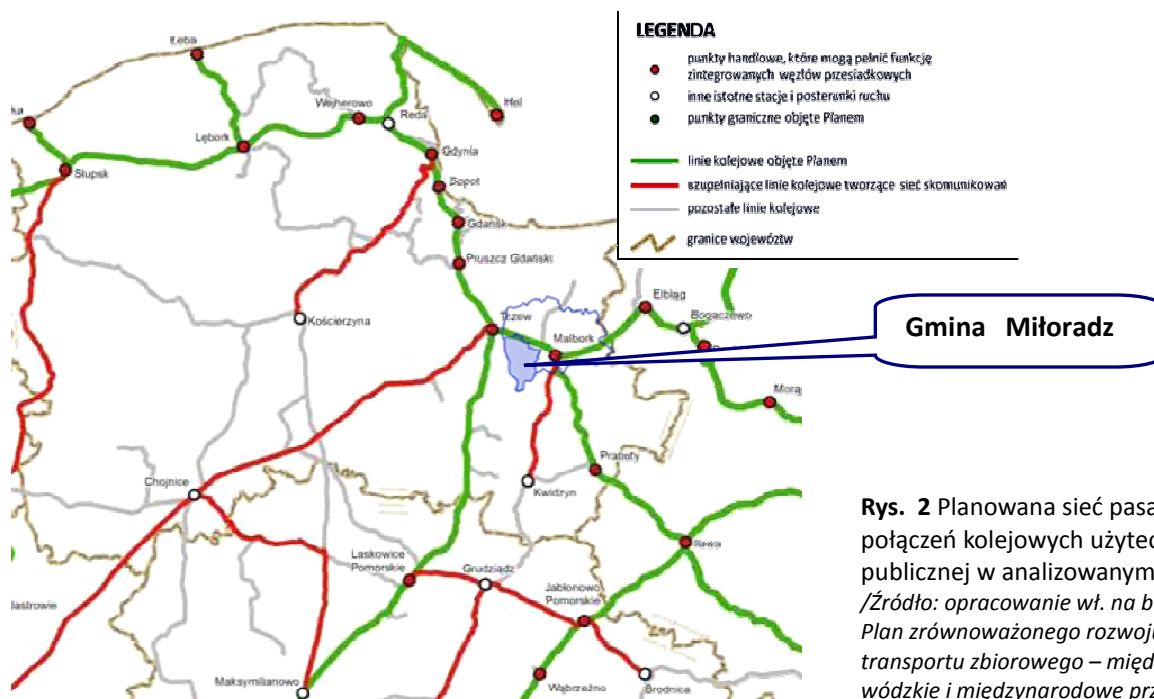 LEGENDA
punkty handlowe, które mogą pełnić funkcję
zintegrowanych węzłów przesiadkowych
inne istotne stacje i posterunki ruchu
punkty graniczne objęte Planem
linie kolejowe objęte Planem
uzupełniające linie kolejowe tworzące sieć skomunikowań
pozostałe linie kolejowe
granice województw
Łeba
Wejherowo
Reda
Hel
ka
Lębork
Gdynia
Słupsk
Sopot
Gdańsk
Pruszcz Gdański
Elbląg
Bogaczewo
Kościerzyna
Tczew
Malbork
Gmina Miłoradz
Morą
Prabuty
Chojnice
Kwidzyn
Iława
Laskowice
Pomorskie
Grudziądz
Jabłonowo
Pomorskie
Jastrowie
Maksymilianowo
Wąbrzeźno
Brodnica
Rys. 2 Planowana sieć pasa
połączeń kolejowych użytec
publicznej w analizowanym
/Źródło: opracowanie wł. na b
Plan zrównoważonego rozwoju
transportu zbiorowego – międ
wódzkie i międzynarodowe prz